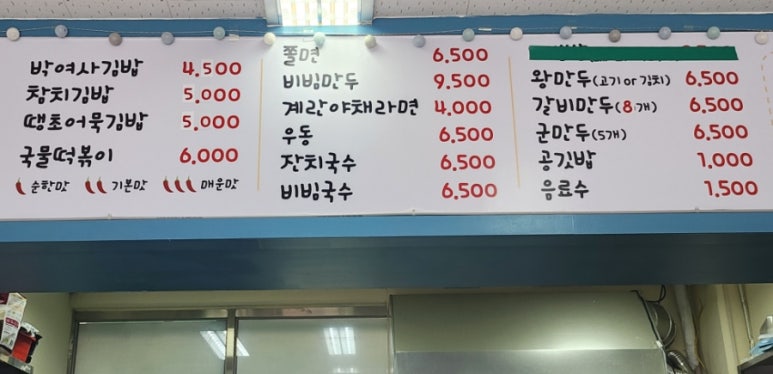 박여사김밥 4,500
참치김밥 5,000
땡초어묵김밥 5,000
국물떡볶이 6,000
순한맛 기본맛 매운맛
쫄면 6,500
비빔만두 9,500
계란야채라면 4,000
우동 6,500
잔치국수 6,500
비빔국수 6,500
왕만두(고기 or 김치) 6,500
갈비만두(8개) 6,500
군만두(5개) 6,500
공깃밥 1,000
음료수 1,500